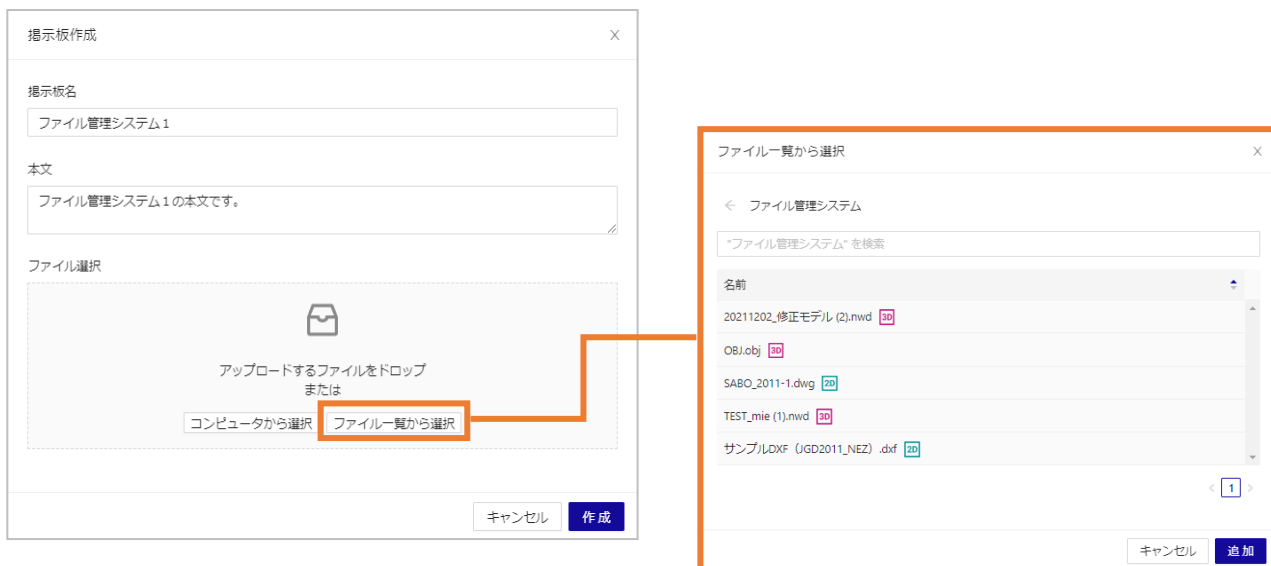 掲示板作成
X
掲示板名
ファイル管理システム1
本文
ファイル管理システム1の本文です。
ファイル選択
アップロードするファイルをドロップ
または
コンピュータから選択 ファイル一覧から選択
キャンセル 作成
ファイル一覧から選択
X
← ファイル管理システム
"ファイル管理システム" を検索
名前
20211202_修正モデル (2).nwd 3D
OBJ.obj 3D
SABO_2011-1.dwg 2D
TEST_mie (1).nwd 3D
サンプルDXF（JGD2011_NEZ）.dxf 2D
< 1 >
キャンセル 追加